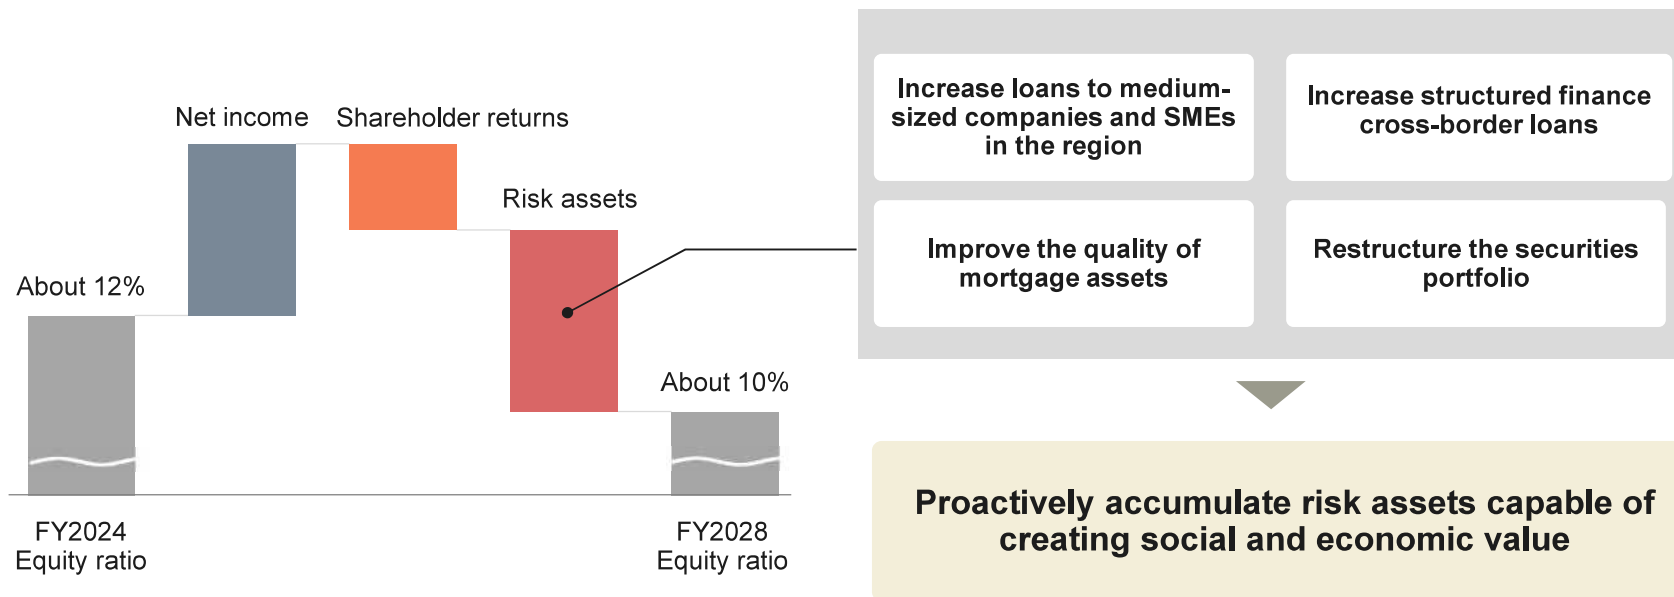 Net income
Shareholder returns
Risk assets
About 12%
About 10%
FY2024
Equity ratio
FY2028
Equity ratio
Increase loans to medium-
sized companies and SMEs
in the region
Increase structured finance
cross-border loans
Improve the quality of
mortgage assets
Restructure the securities
portfolio
Proactively accumulate risk assets capable of
creating social and economic value